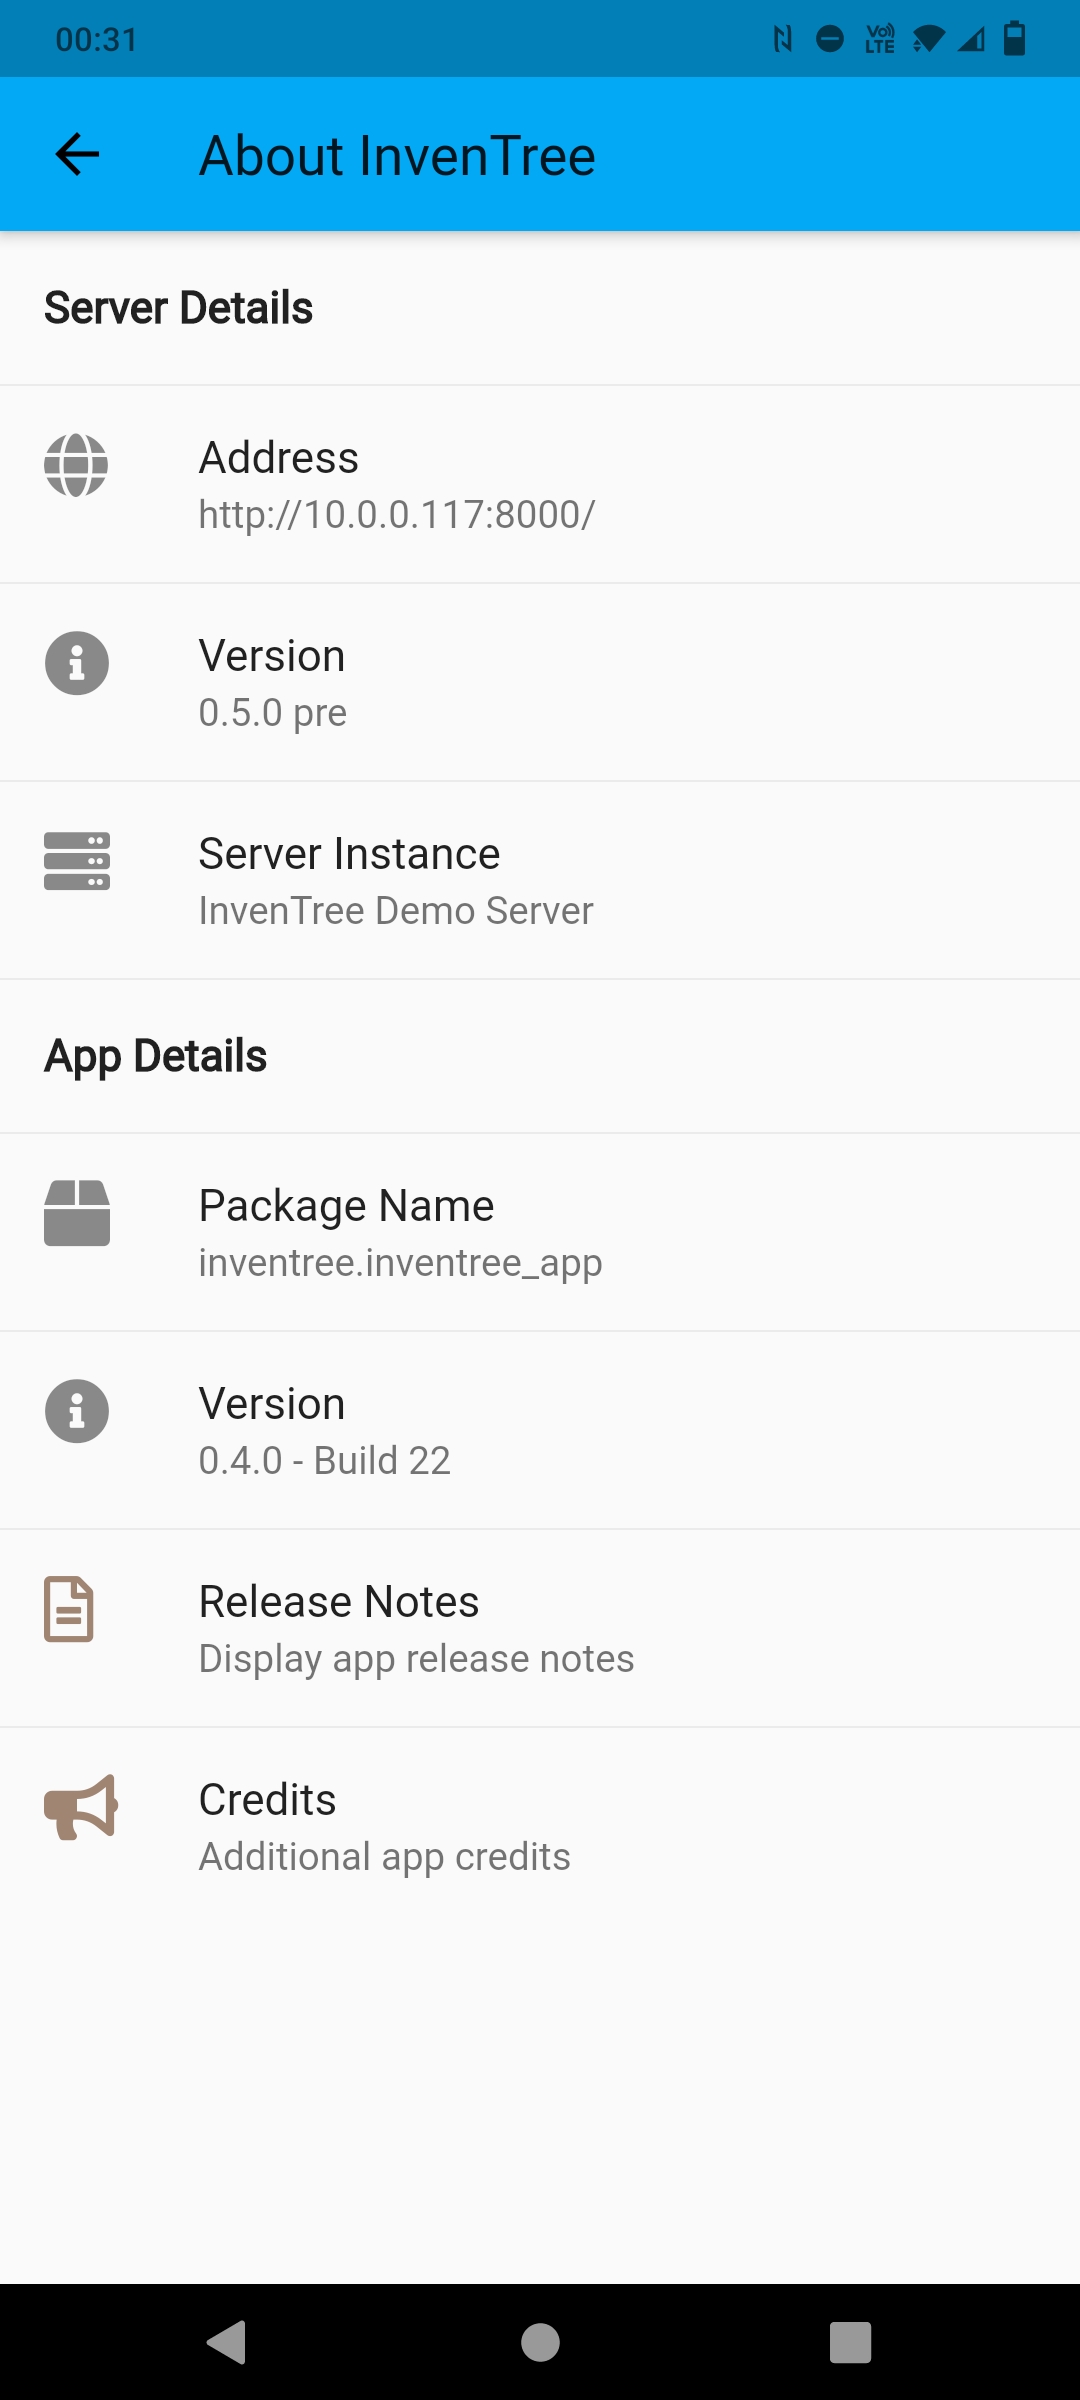 00:31
Vo) LTE
About InvenTree
Server Details
Address
http://10.0.0.117:8000/
Version
0.5.0 pre
Server Instance
InvenTree Demo Server
App Details
Package Name
inventree.inventree_app
Version
0.4.0 - Build 22
Release Notes
Display app release notes
Credits
Additional app credits